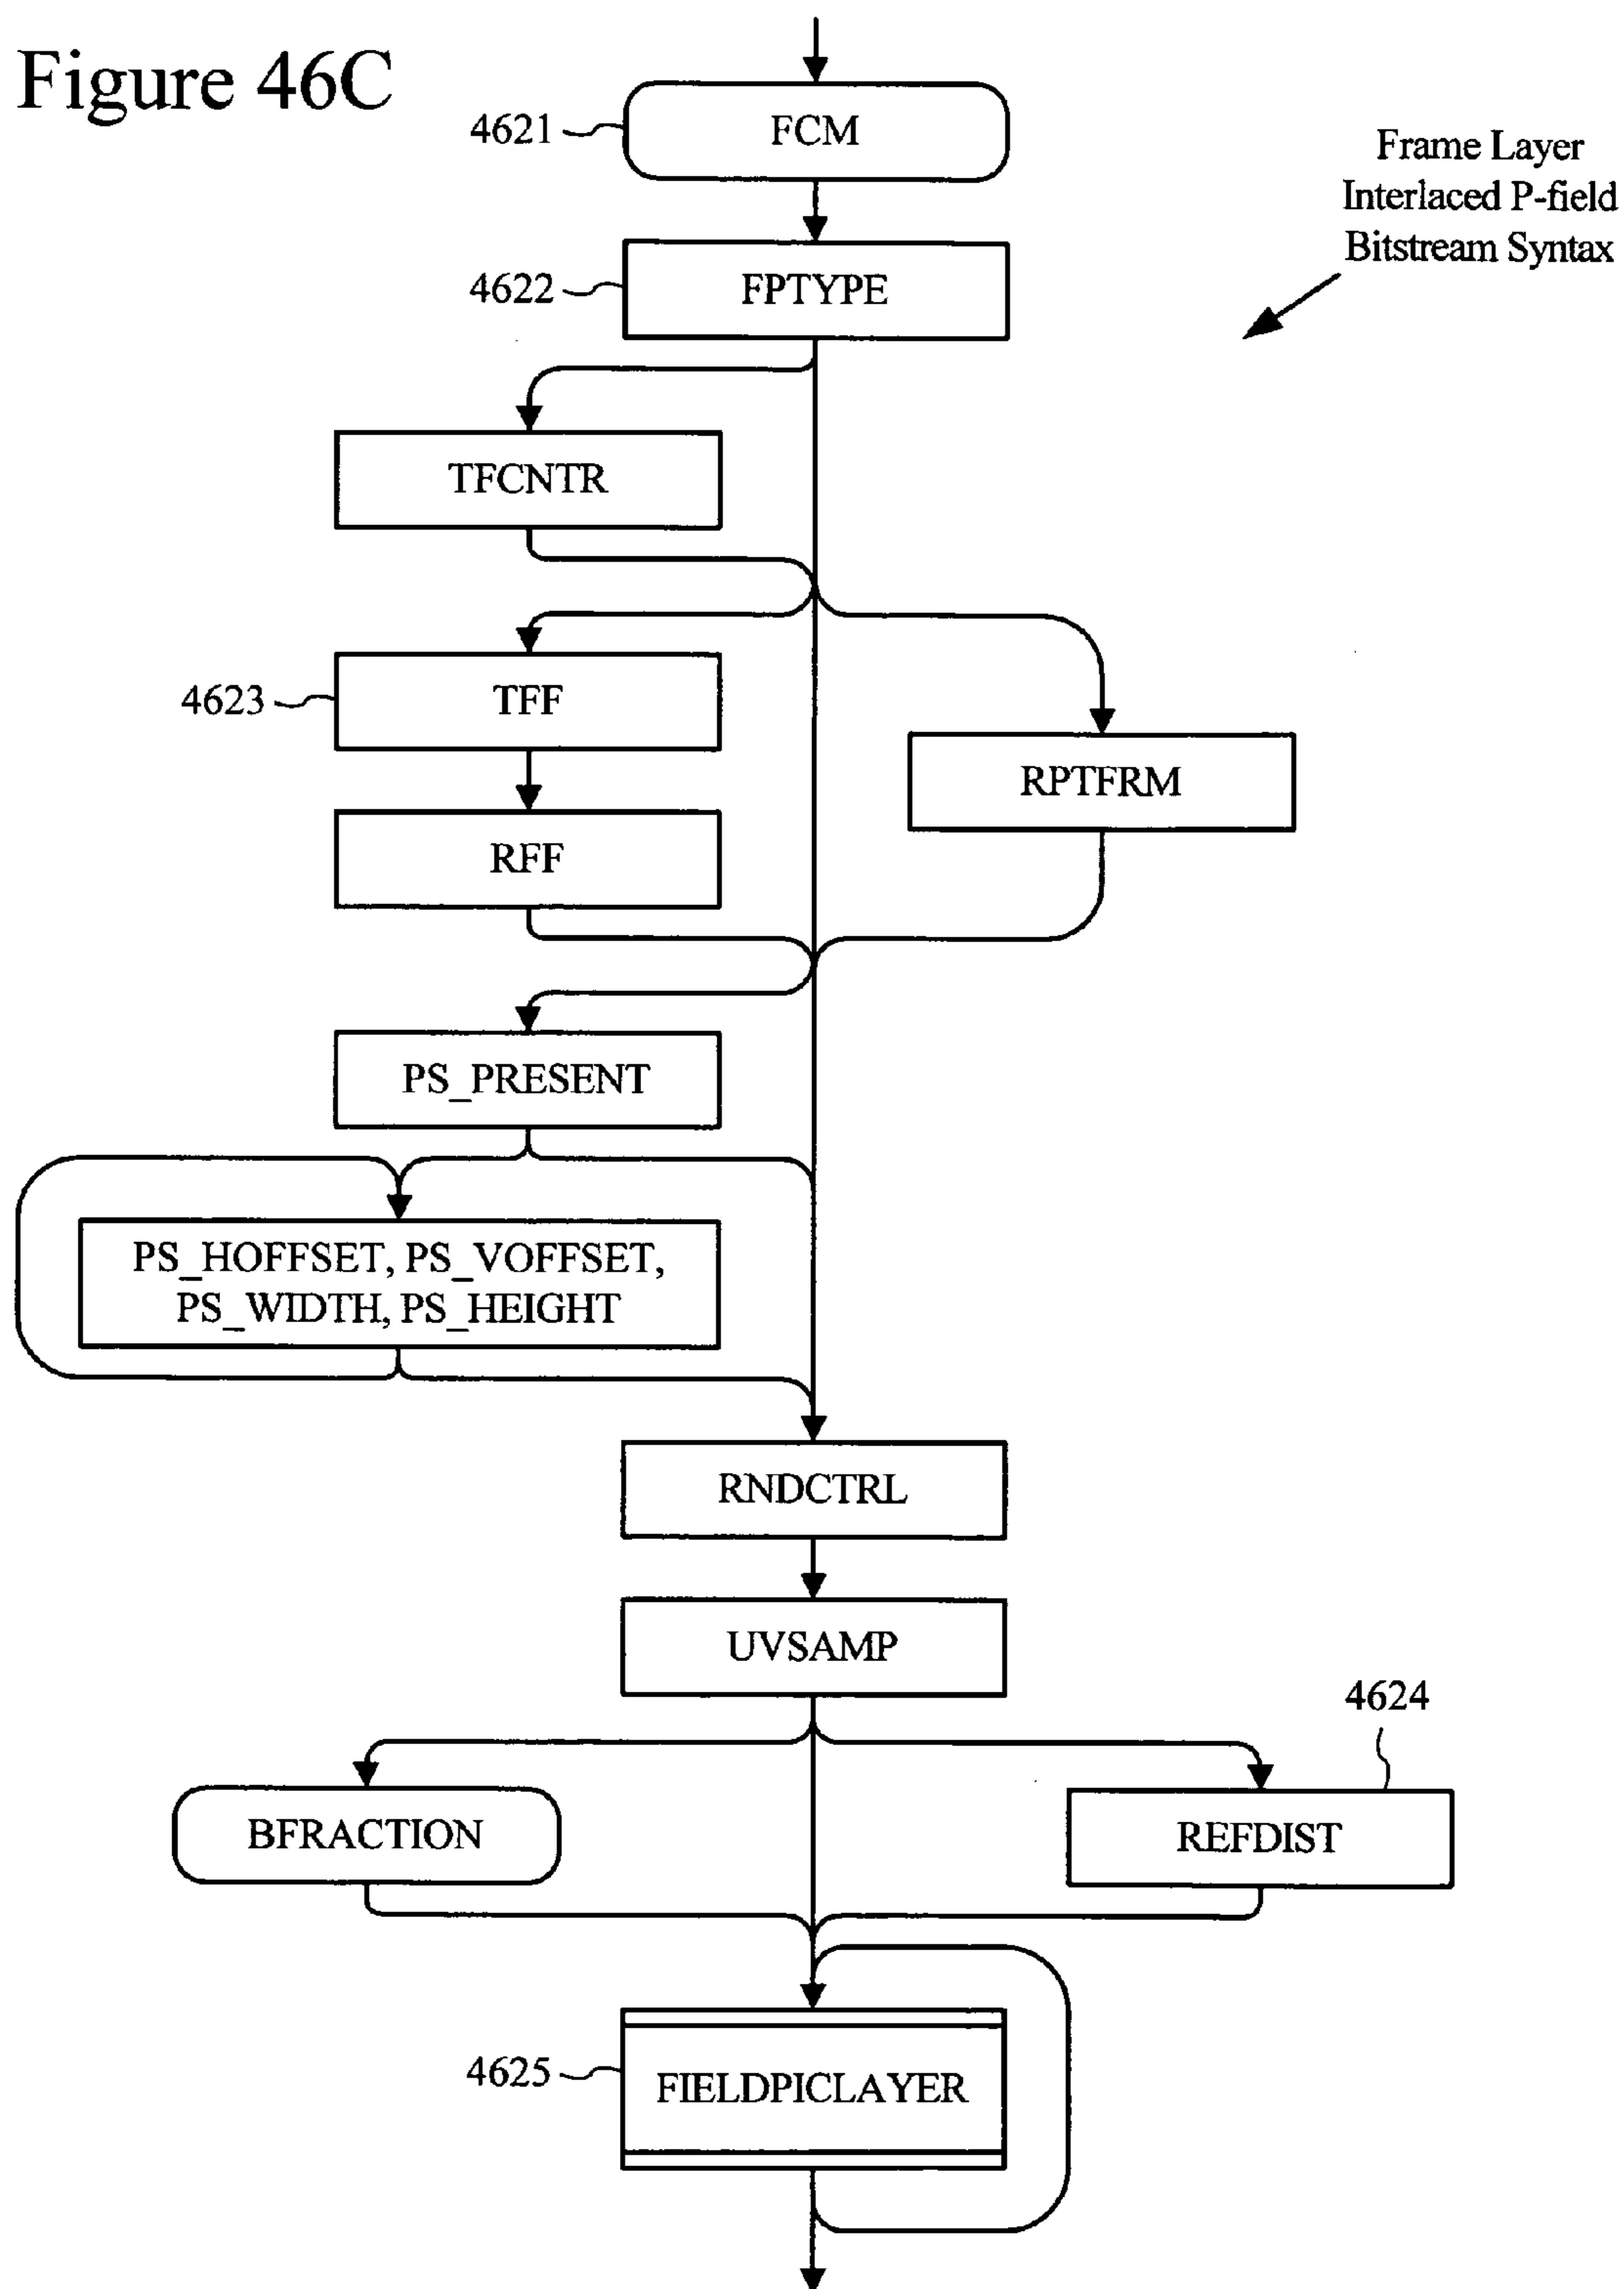 Figure 46C
4621
FCM
Frame Layer
Interlaced P-field
Bitstream Syntax
4622
FPTYPE
TFCNTR
4623
TFF
RPTFRM
RFF
PS_PRESENT
PS_HOFFSET, PS_VOFFSET,
PS_WIDTH, PS_HEIGHT
RNDCTRL
UVSAMP
4624
BFRACTION
REFDIST
4625
FIELDPICLAYER